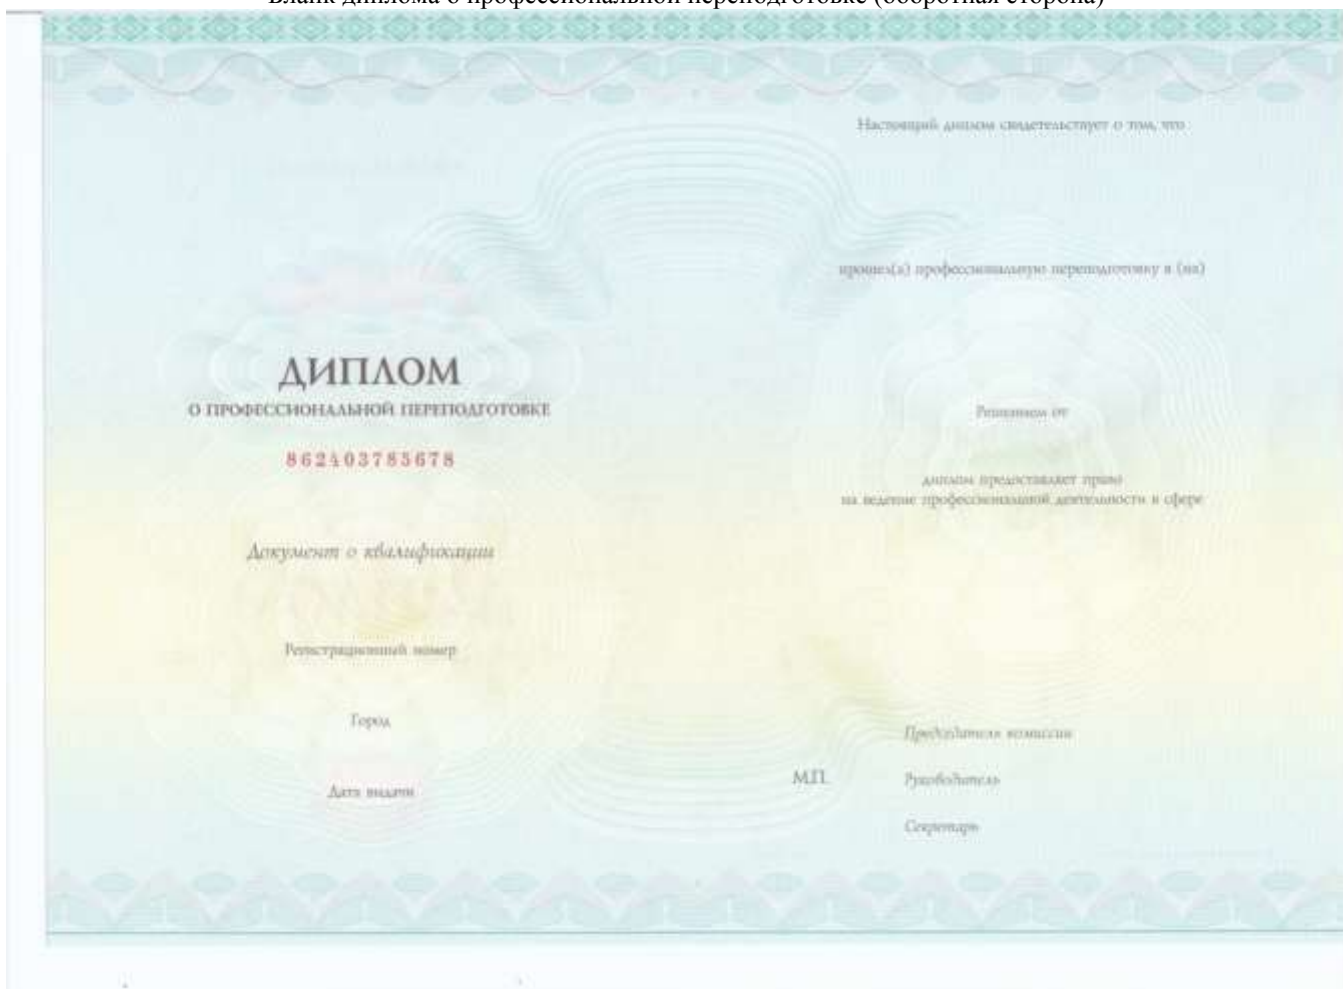 Бланк диплома о профессиональной переподготовке (оборотная сторона)
ДИПЛОМ
О ПРОФЕССИОНАЛЬНОЙ ПЕРЕПОДГОТОВКЕ
862403785678
Документ о квалификации
Регистрационный номер
Город
Дата выдачи
Настоящий диплом свидетельствует о том, что
прошел(а) профессиональную переподготовку в (на)
Решением от
диплом предоставляет право
на ведение профессиональной деятельности в сфере
Председатель комиссии
М.П.
Руководитель
Секретарь